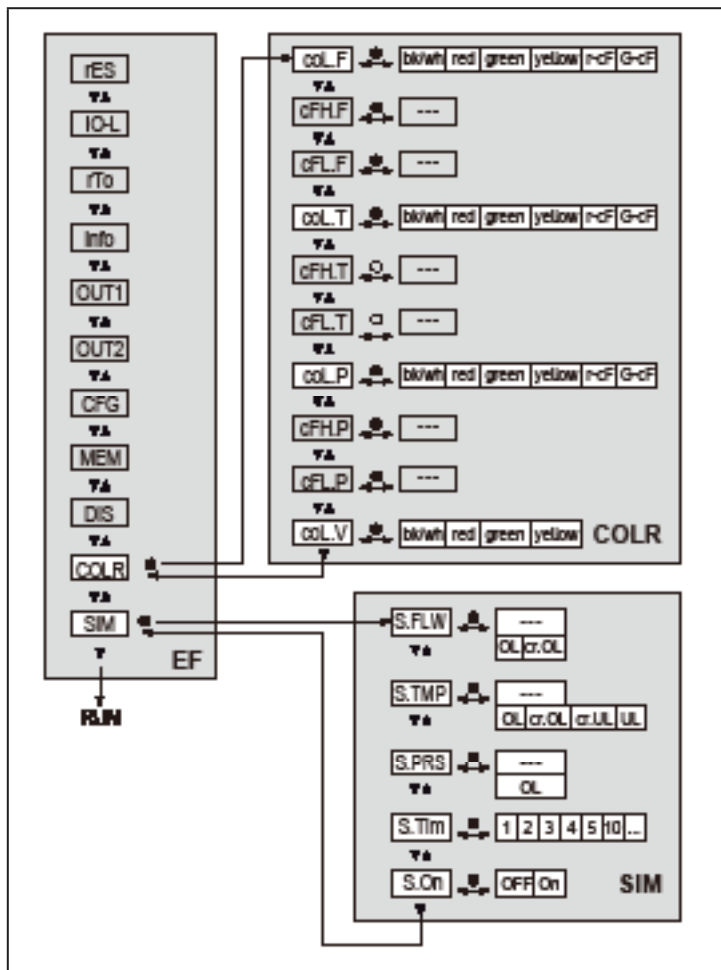 rES
IO-L
rTo
Info
OUT1
OUT2
CFG
MEM
DIS
COLR
SIM
EF
RUN
coL.F bk/wh red green yellow r-cF G-cF
cFH.F ---
cFL.F ---
coL.T bk/wh red green yellow r-cF G-cF
cFH.T ---
cFL.T ---
coL.P bk/wh red green yellow r-cF G-cF
cFH.P ---
cFL.P ---
coL.V bk/wh red green yellow COLR
S.FLW ---
OL cr.OL
S.TMP ---
OL cr.OL cr.UL UL
S.PRS ---
OL
S.TIm 1 2 3 4 5 10 ...
S.On OFF On SIM